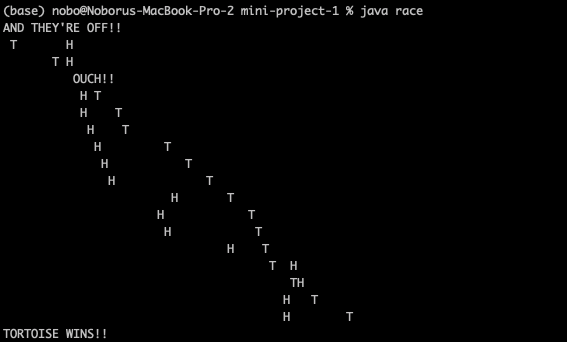 (base) nobo@Noborus-MacBook-Pro-2 mini-project-1 % java race
AND THEY'RE OFF!!
 T       H
       T H
          OUCH!!
           H T
           H    T
            H    T
             H         T
              H           T
               H             T
                        H       T
                      H            T
                       H            T
                                H    T
                                      T  H
                                         TH
                                        H   T
                                        H        T
TORTOISE WINS!!